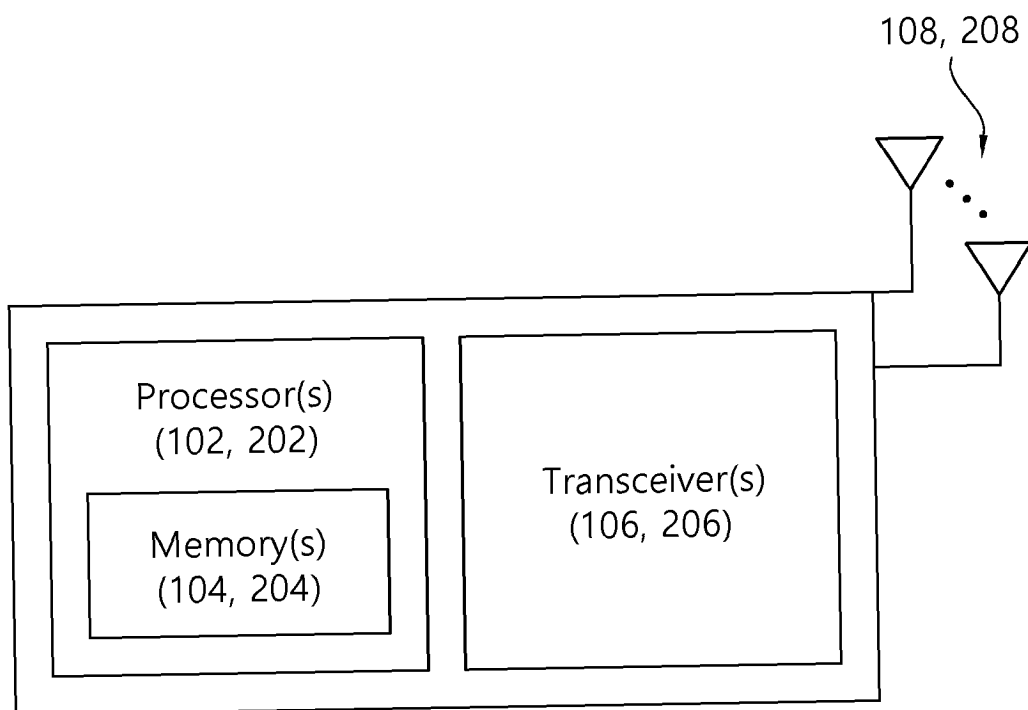 108, 208
Processor(s)
(102, 202)
Memory(s)
(104, 204)
Transceiver(s)
(106, 206)